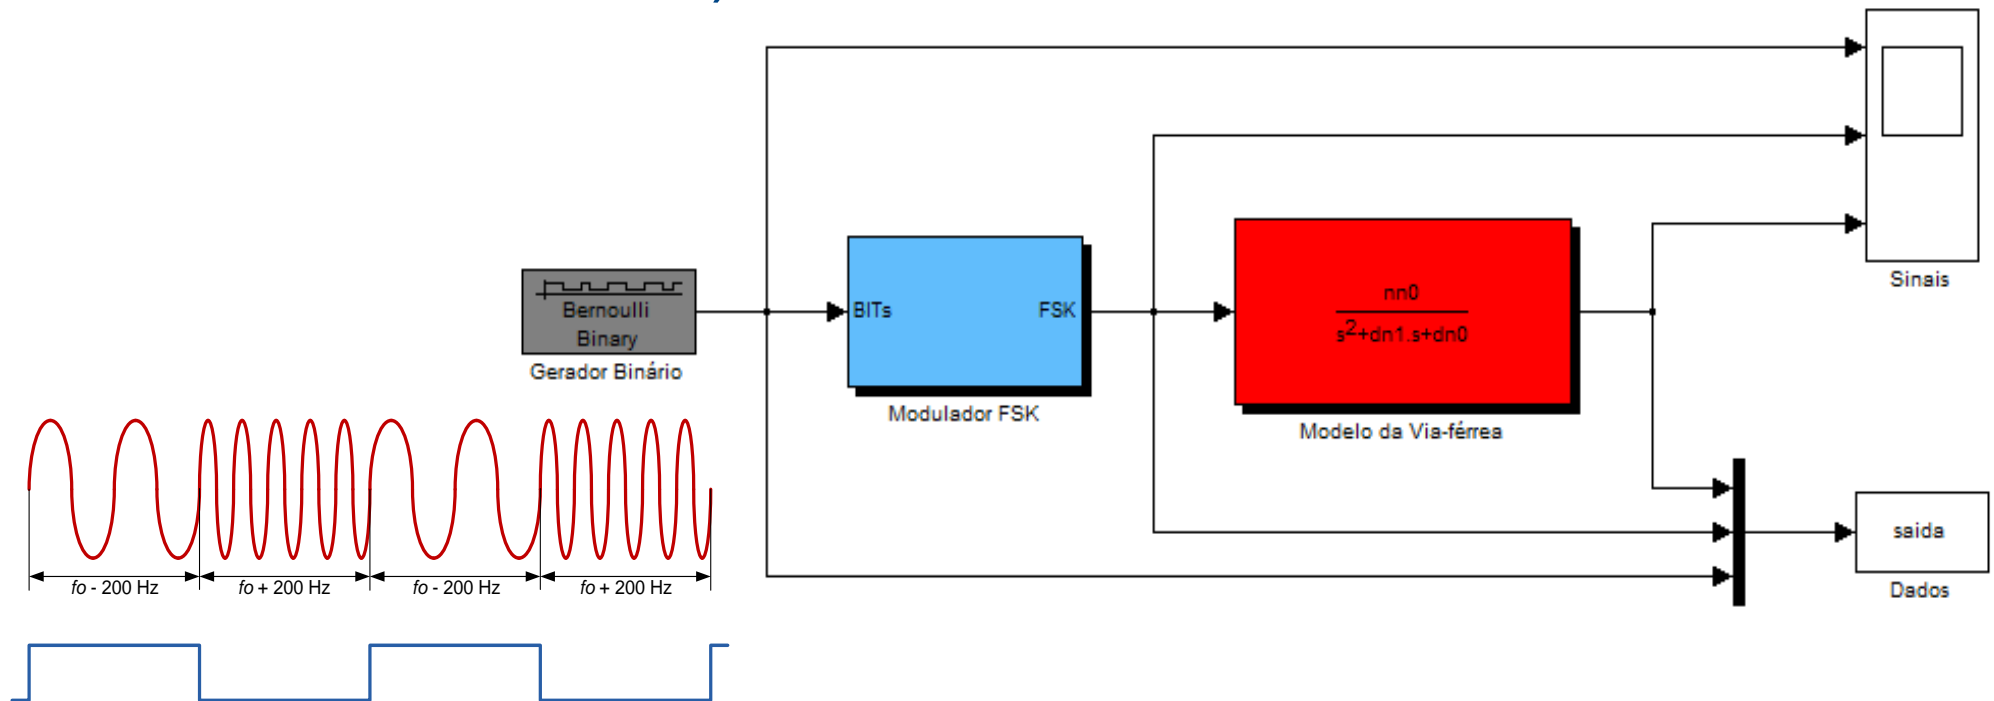 Sinais
Bernoulli
Binary
Gerador Binário
BITs
FSK
Modulador FSK
nn0
s2+dn1.s+dn0
Modelo da Via-férrea
saida
Dados
fo - 200 Hz
fo + 200 Hz
fo - 200 Hz
fo + 200 Hz